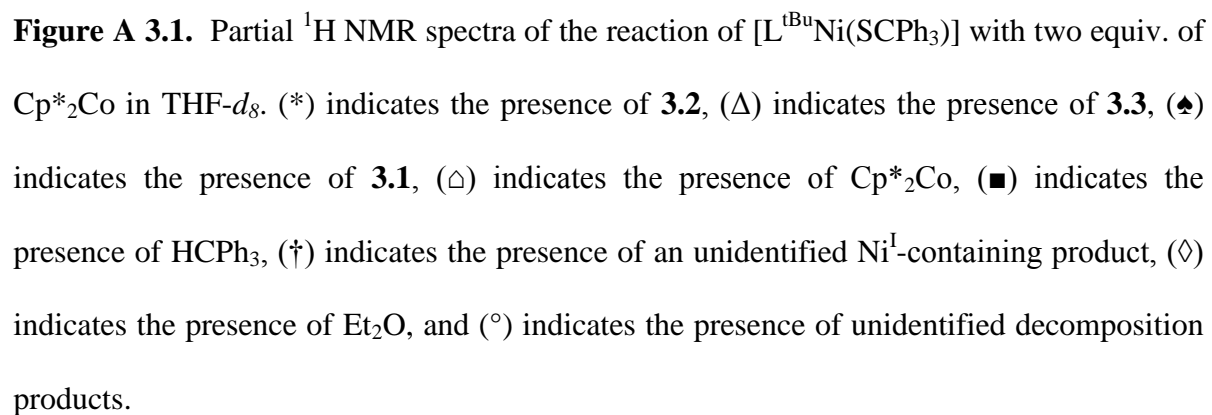 Figure A 3.1. Partial ¹H NMR spectra of the reaction of [LᵗᴮᵘNi(SCPh₃)] with two equiv. of
Cp*₂Co in THF-d₈. (*) indicates the presence of 3.2, (Δ) indicates the presence of 3.3, (♠)
indicates the presence of 3.1, (⌂) indicates the presence of Cp*₂Co, (■) indicates the
presence of HCPh₃, (†) indicates the presence of an unidentified Niᴵ-containing product, (◊)
indicates the presence of Et₂O, and (°) indicates the presence of unidentified decomposition
products.